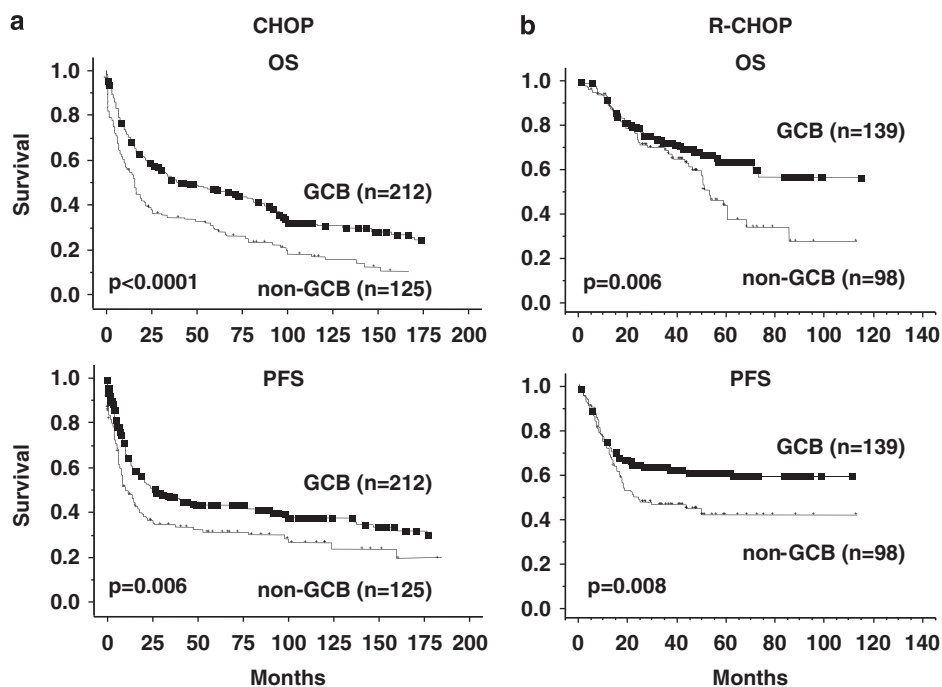 a
CHOP
OS
Survival
1.0
0.8
0.6
0.4
0.2
0.0
GCB (n=212)
p<0.0001
non-GCB (n=125)
0 25 50 75 100 125 150 175 200
PFS
Survival
1.0
0.8
0.6
0.4
0.2
0.0
GCB (n=212)
p=0.006
non-GCB (n=125)
0 25 50 75 100 125 150 175 200
Months
b
R-CHOP
OS
1.0
0.8
0.6
0.4
0.2
0.0
GCB (n=139)
p=0.006
non-GCB (n=98)
0 20 40 60 80 100 120 140
PFS
Survival
1.0
0.8
0.6
0.4
0.2
0.0
GCB (n=139)
non-GCB (n=98)
p=0.008
0 20 40 60 80 100 120 140
Months